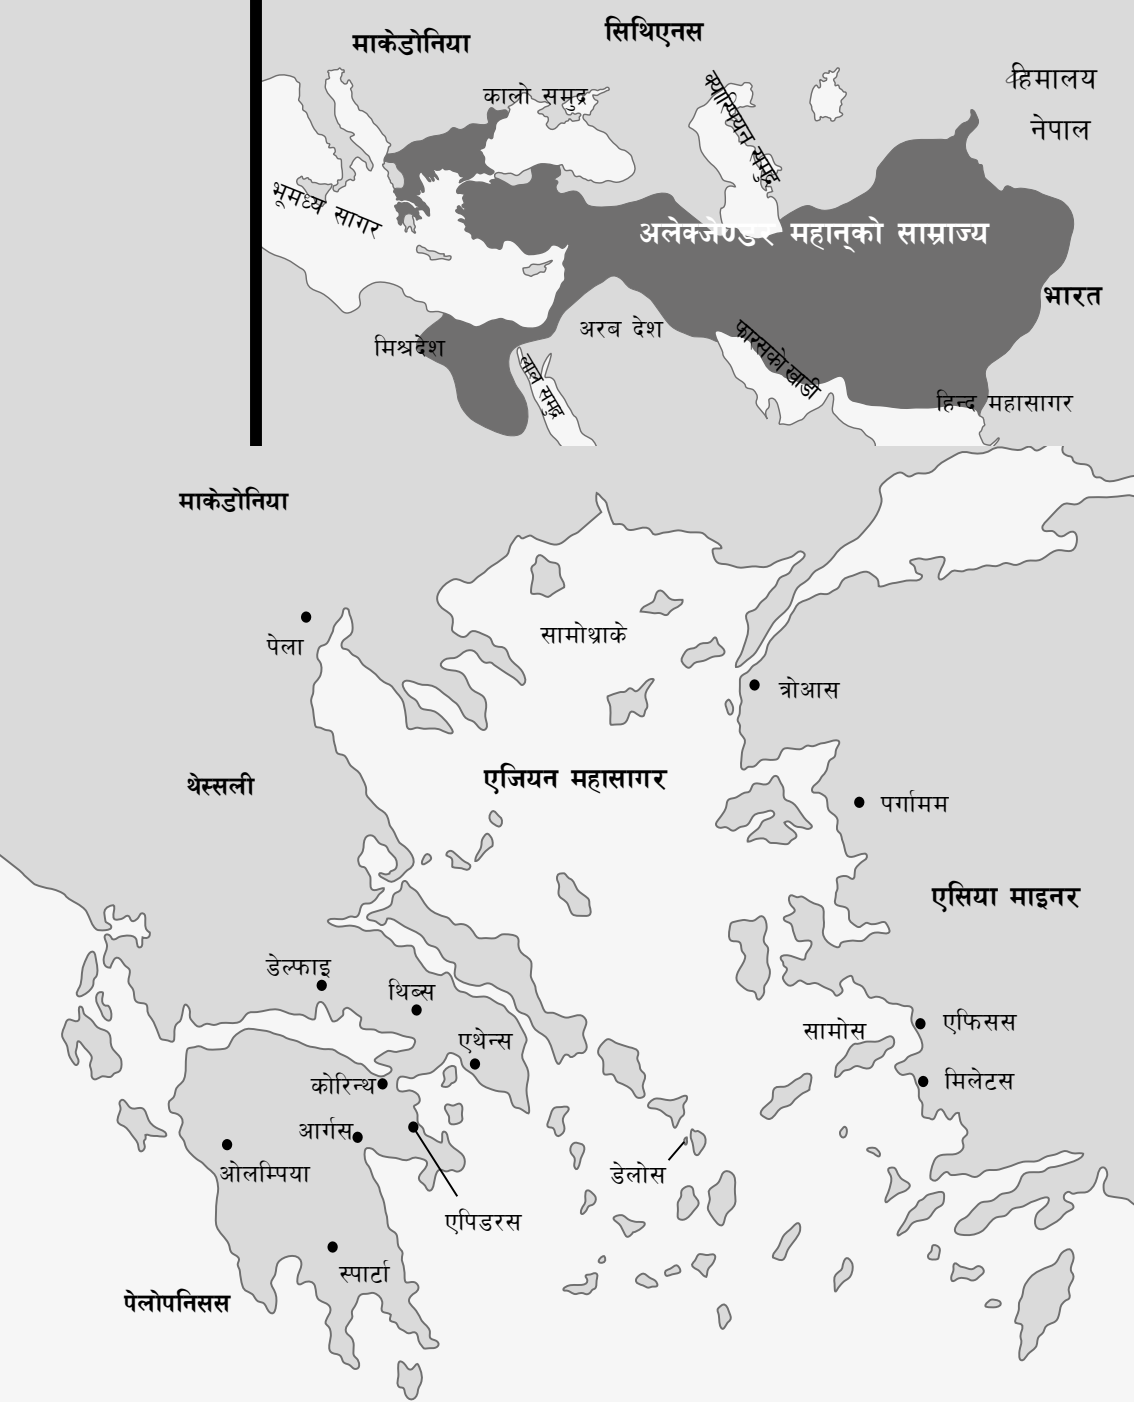 माकेडोनिया
सिथिएनस
कालो समुद्र
क्यास्पियन समुद्र
हिमालय
नेपाल
भूमध्य सागर
अलेक्जेण्डर महान्को साम्राज्य
भारत
मिश्रदेश
अरब देश
फारसको खाडी
लाल समुद्र
हिन्द महासागर
माकेडोनिया
पेला
सामोथ्राके
त्रोआस
थेस्सली
एजियन महासागर
पर्गामम
एसिया माइनर
डेल्फाइ
थिब्स
एथेन्स
सामोस
एफिसस
कोरिन्थ
मिलेटस
आर्गस
ओलम्पिया
डेलोस
एपिडरस
स्पार्टा
पेलोपनिसस